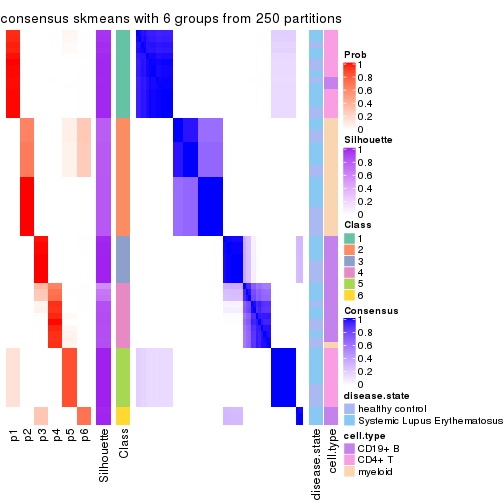 consensus skmeans with 6 groups from 250 partitions
Prob
1
0.8
0.6
0.4
0.2
0
Silhouette
1
0.8
0.6
0.4
0.2
0
Class
1
2
3
4
5
6
Consensus
1
0.8
0.6
0.4
0.2
0
disease.state
healthy control
Systemic Lupus Erythematosus
cell.type
CD19+ B
CD4+ T
myeloid
p1
p2
p3
p4
p5
p6
Silhouette
Class
disease.state
cell.type